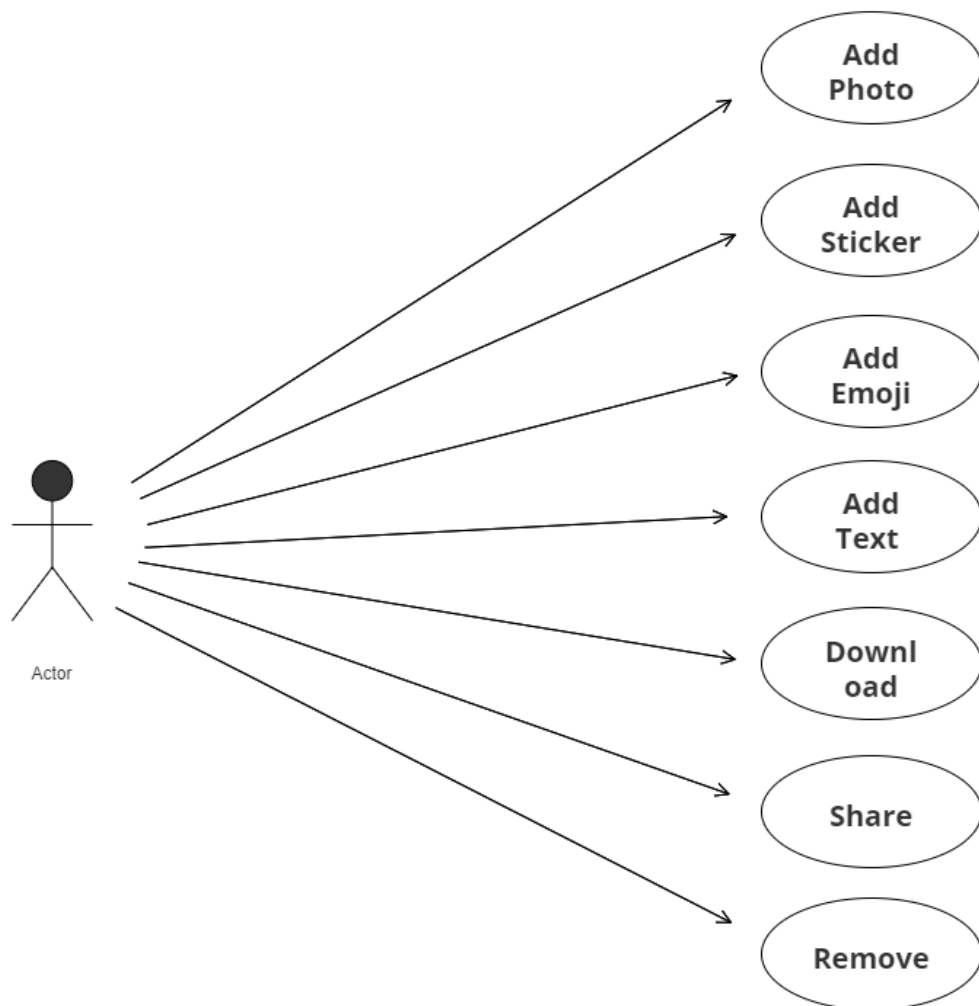 Add
Photo
Add
Sticker
Add
Emoji
Add
Text
Downl
oad
Share
Remove
Actor